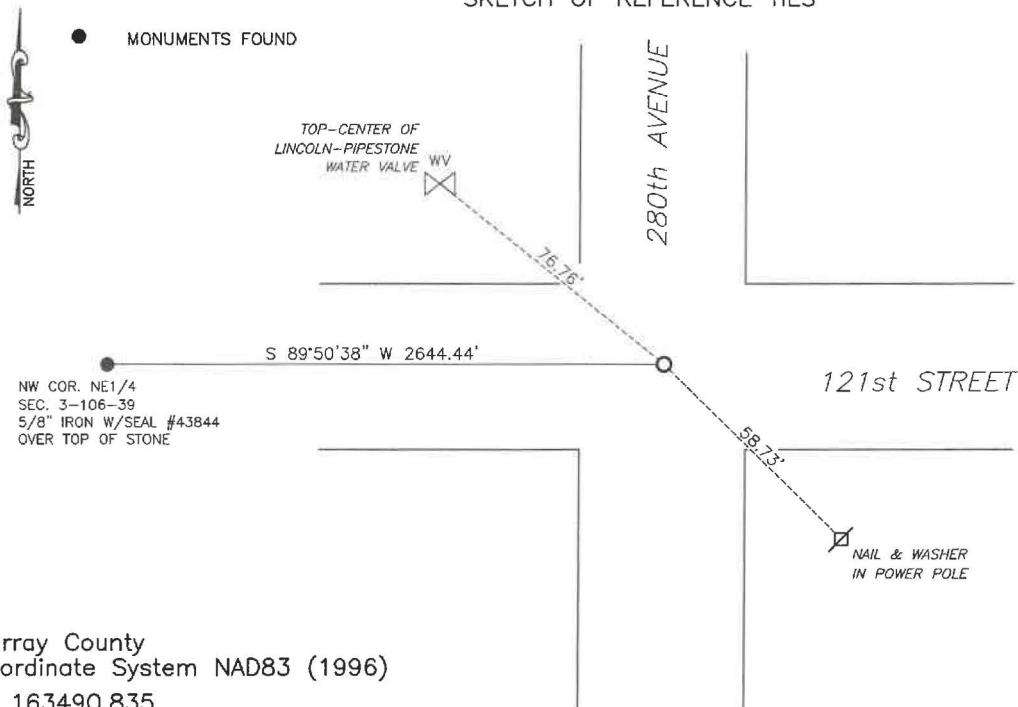 SKETCH OF REFERENCE TIES
MONUMENTS FOUND
NORTH
TOP-CENTER OF
LINCOLN-PIPESTONE
WATER VALVE
WV
280th AVENUE
76.76'
S 89°50'38" W 2644.44'
121st STREET
NW COR. NE1/4
SEC. 3-106-39
5/8" IRON W/SEAL #43844
OVER TOP OF STONE
58.73'
NAIL & WASHER
IN POWER POLE
rray County
ordinate System NAD83 (1996)
163490.835